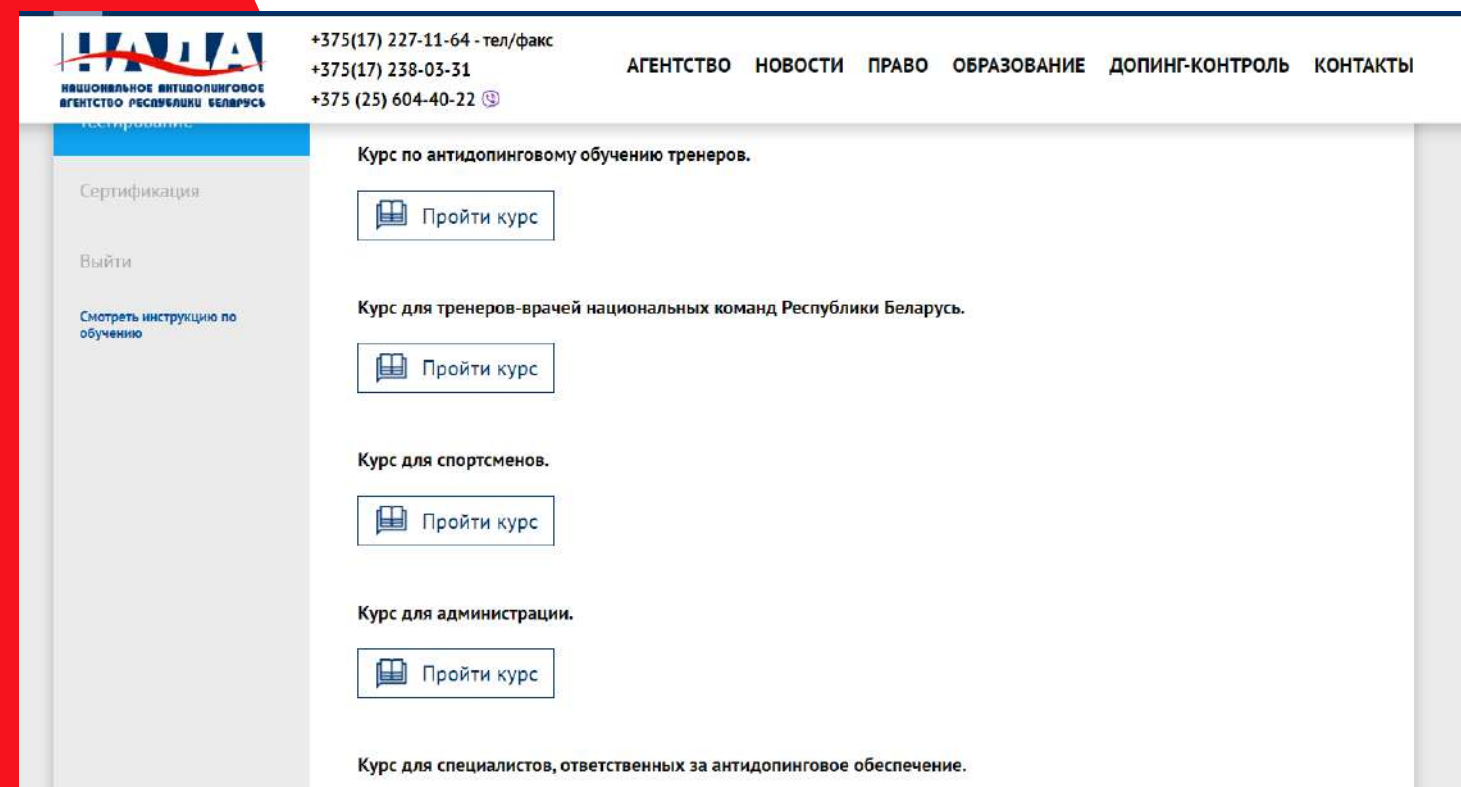 НАДА
НАЦИОНАЛЬНОЕ АНТИДОПИНГОВОЕ
АГЕНТСТВО РЕСПУБЛИКИ БЕЛАРУСЬ
+375(17) 227-11-64 - тел/факс
+375(17) 238-03-31
+375 (25) 604-40-22
АГЕНТСТВО НОВОСТИ ПРАВО ОБРАЗОВАНИЕ ДОПИНГ-КОНТРОЛЬ КОНТАКТЫ
Тестирование
Сертификация
Выйти
Смотреть инструкцию по
обучению
Курс по антидопинговому обучению тренеров.
Пройти курс
Курс для тренеров-врачей национальных команд Республики Беларусь.
Пройти курс
Курс для спортсменов.
Пройти курс
Курс для администрации.
Пройти курс
Курс для специалистов, ответственных за антидопинговое обеспечение.